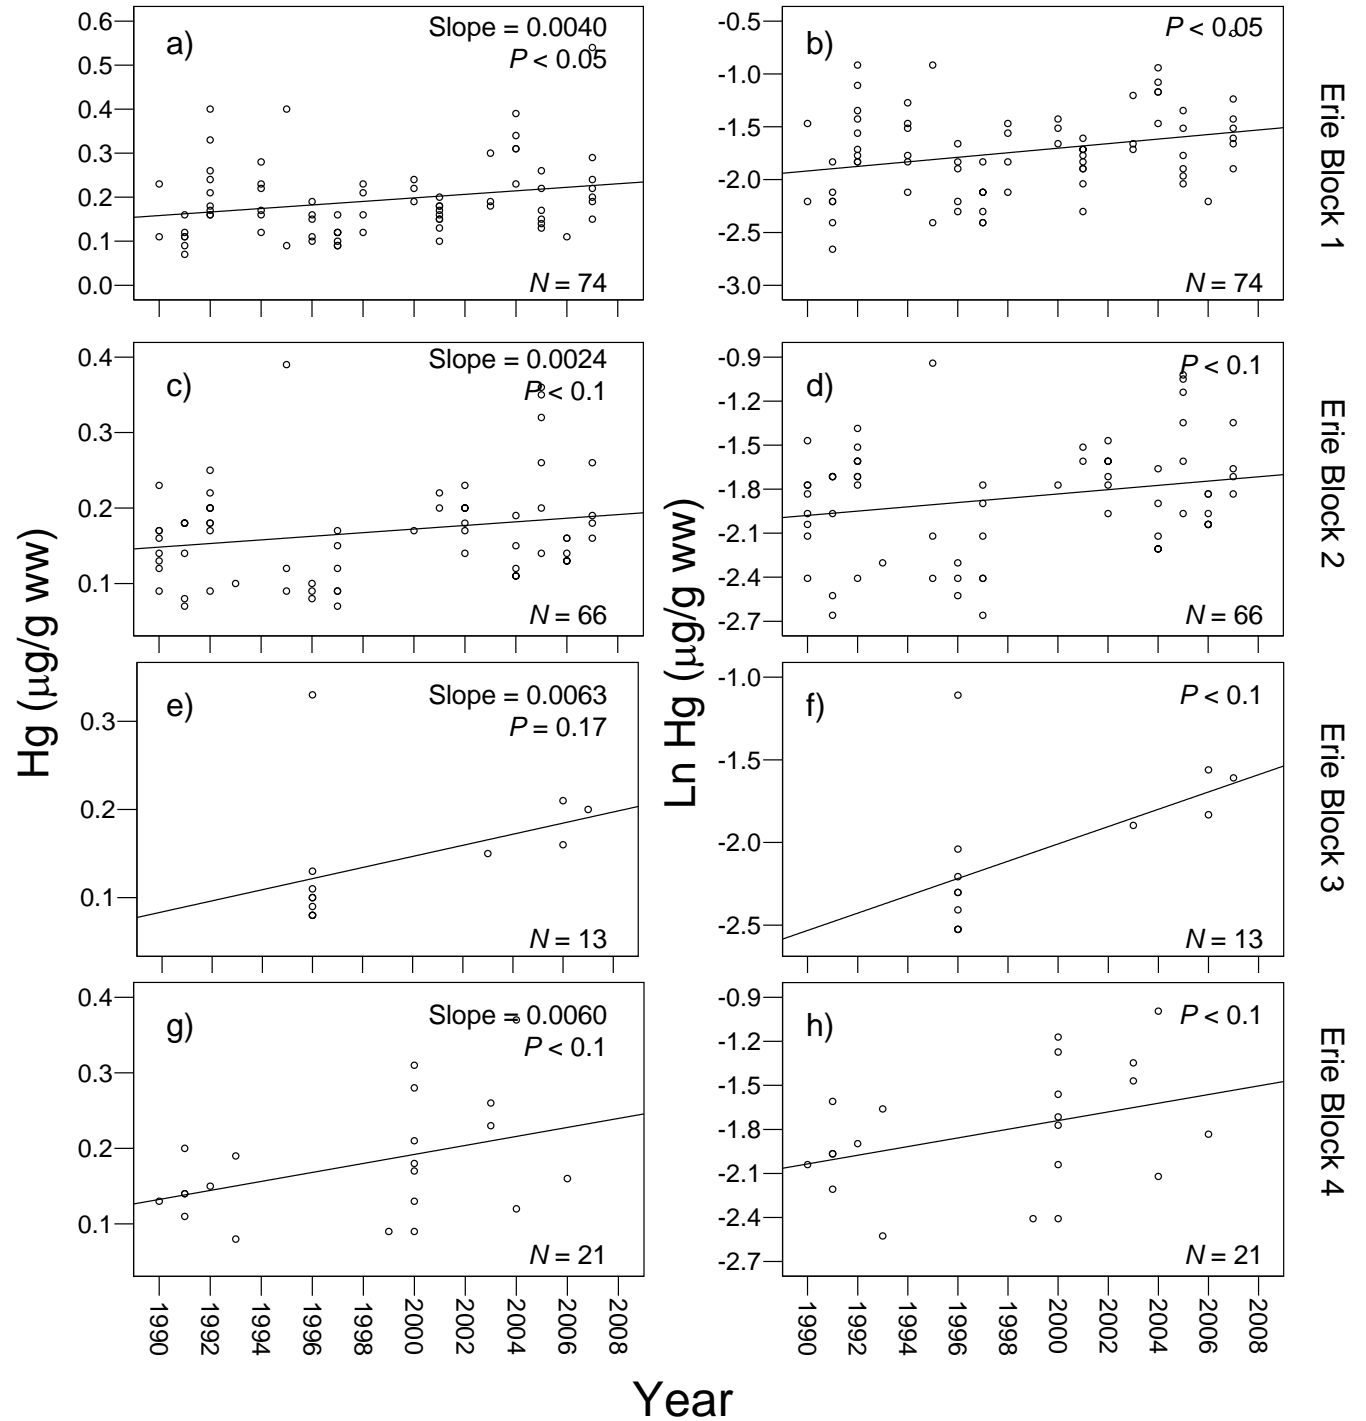 a)
Slope = 0.0040
P < 0.05
N = 74
0.6
0.5
0.4
0.3
0.2
0.1
0.0
b)
P < 0.05
N = 74
-0.5
-1.0
-1.5
-2.0
-2.5
-3.0
Erie Block 1
c)
Slope = 0.0024
P < 0.1
N = 66
0.4
0.3
0.2
0.1
d)
P < 0.1
N = 66
-0.9
-1.2
-1.5
-1.8
-2.1
-2.4
-2.7
Erie Block 2
Hg (µg/g ww)
Ln Hg (µg/g ww)
e)
Slope = 0.0063
P = 0.17
N = 13
0.3
0.2
0.1
f)
P < 0.1
N = 13
-1.0
-1.5
-2.0
-2.5
Erie Block 3
g)
Slope = 0.0060
P < 0.1
N = 21
0.4
0.3
0.2
0.1
h)
P < 0.1
N = 21
-0.9
-1.2
-1.5
-1.8
-2.1
-2.4
-2.7
Erie Block 4
1990 1992 1994 1996 1998 2000 2002 2004 2006 2008
1990 1992 1994 1996 1998 2000 2002 2004 2006 2008
Year